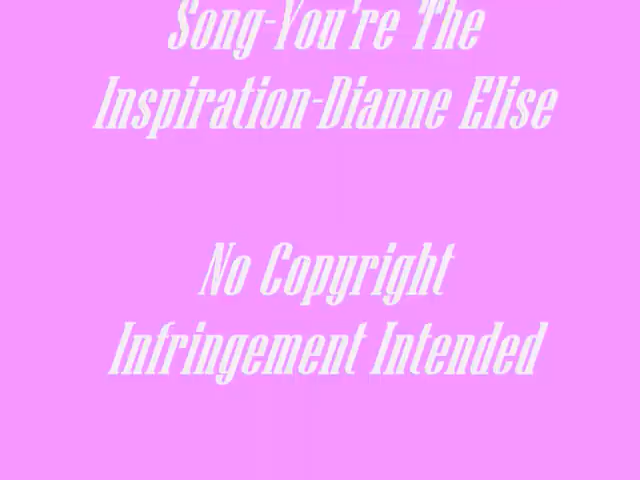 Song-You're The
Inspiration-Dianne Elise
No Copyright
Infringement Intended